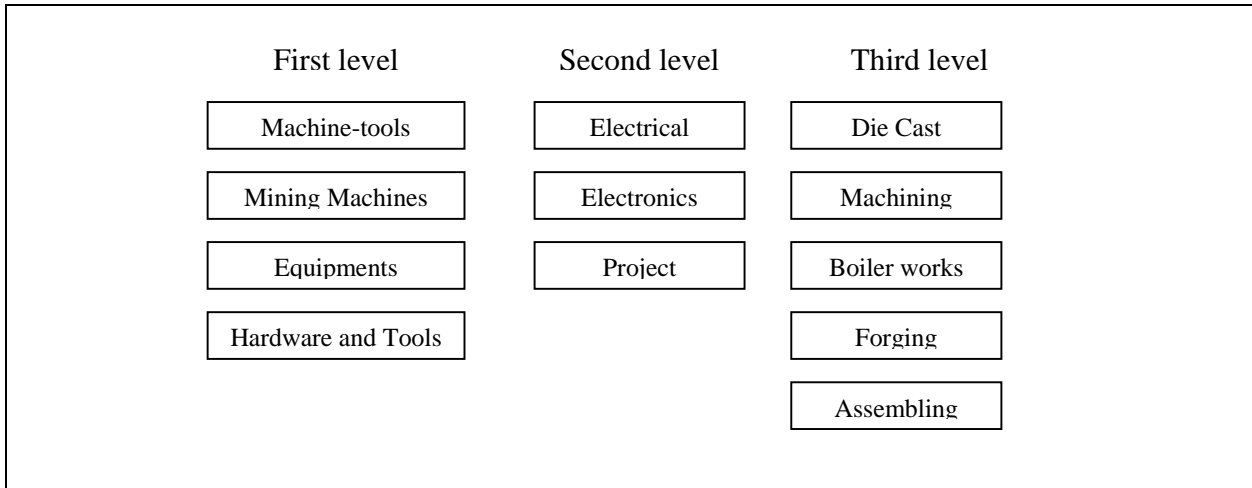 First level Second level Third level
Machine-tools Electrical Die Cast
Mining Machines Electronics Machining
Equipments Project Boiler works
Hardware and Tools Forging
Assembling